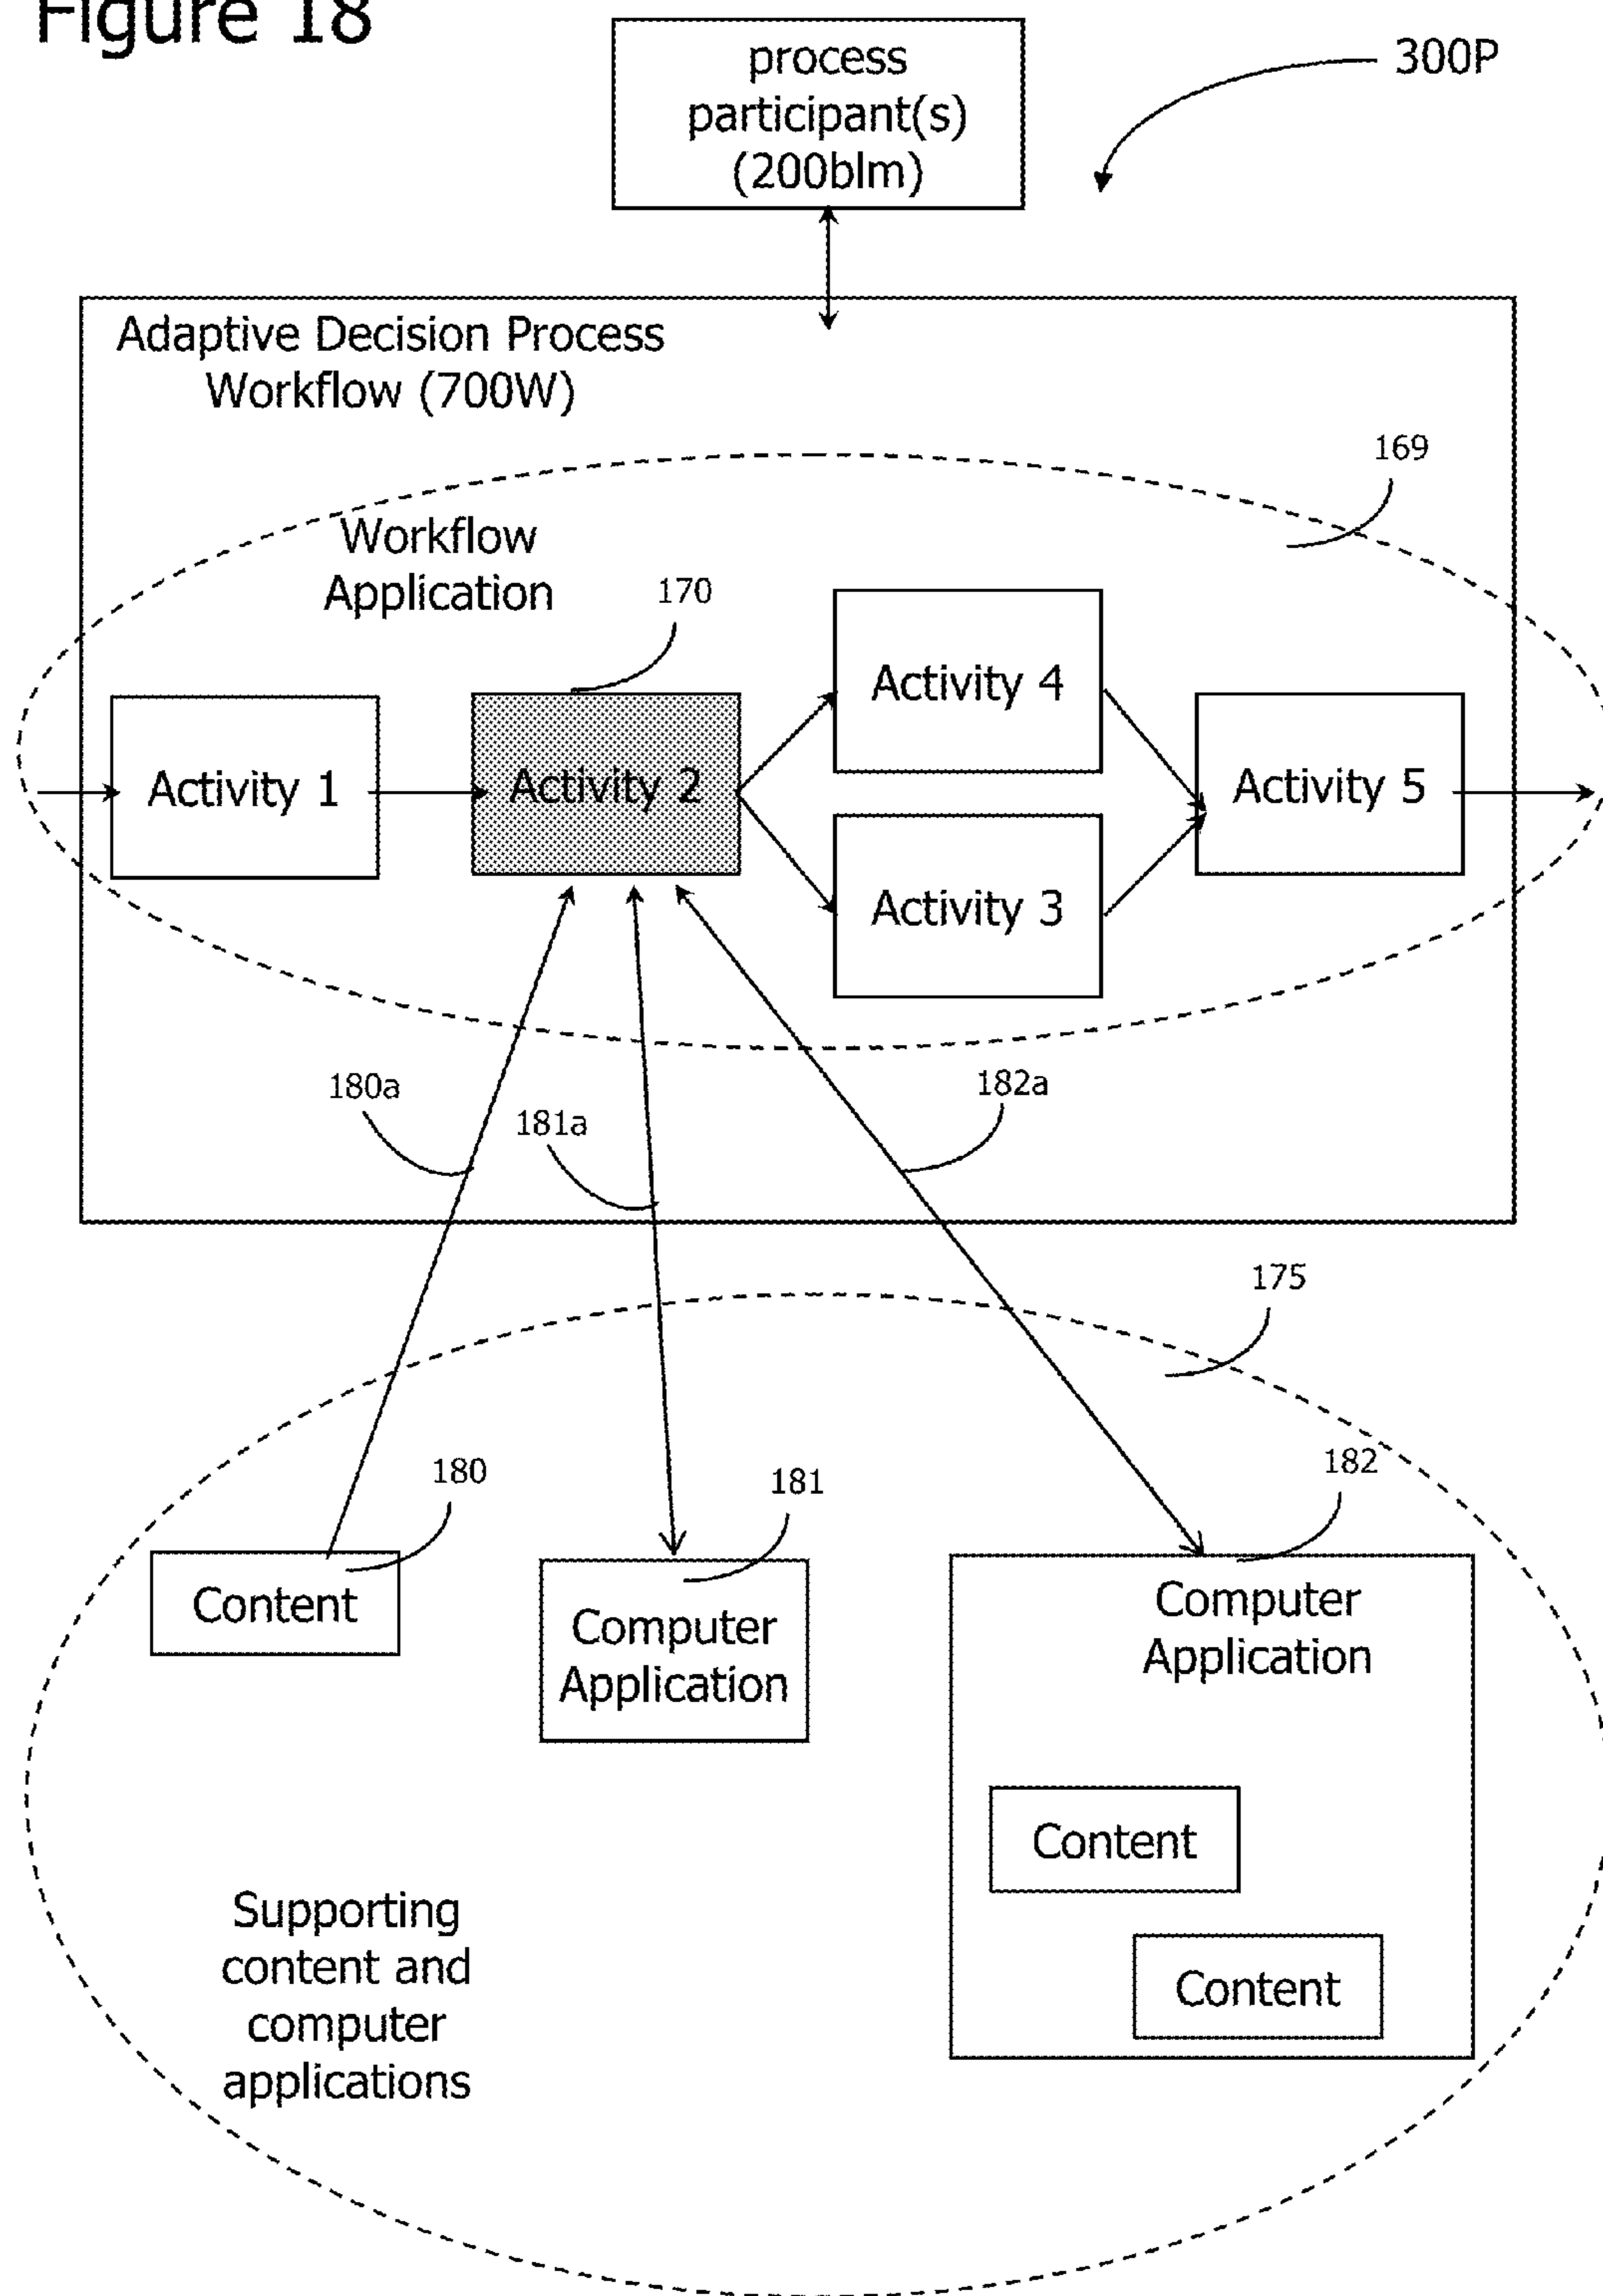 Figure 18
process
participant(s)
(200blm)
300P
Adaptive Decision Process
Workflow (700W)
169
Workflow
Application
170
Activity 4
Activity 1
Activity 2
Activity 5
Activity 3
180a
181a
182a
175
180
181
182
Content
Computer
Application
Computer
Application
Content
Content
Supporting
content and
computer
applications